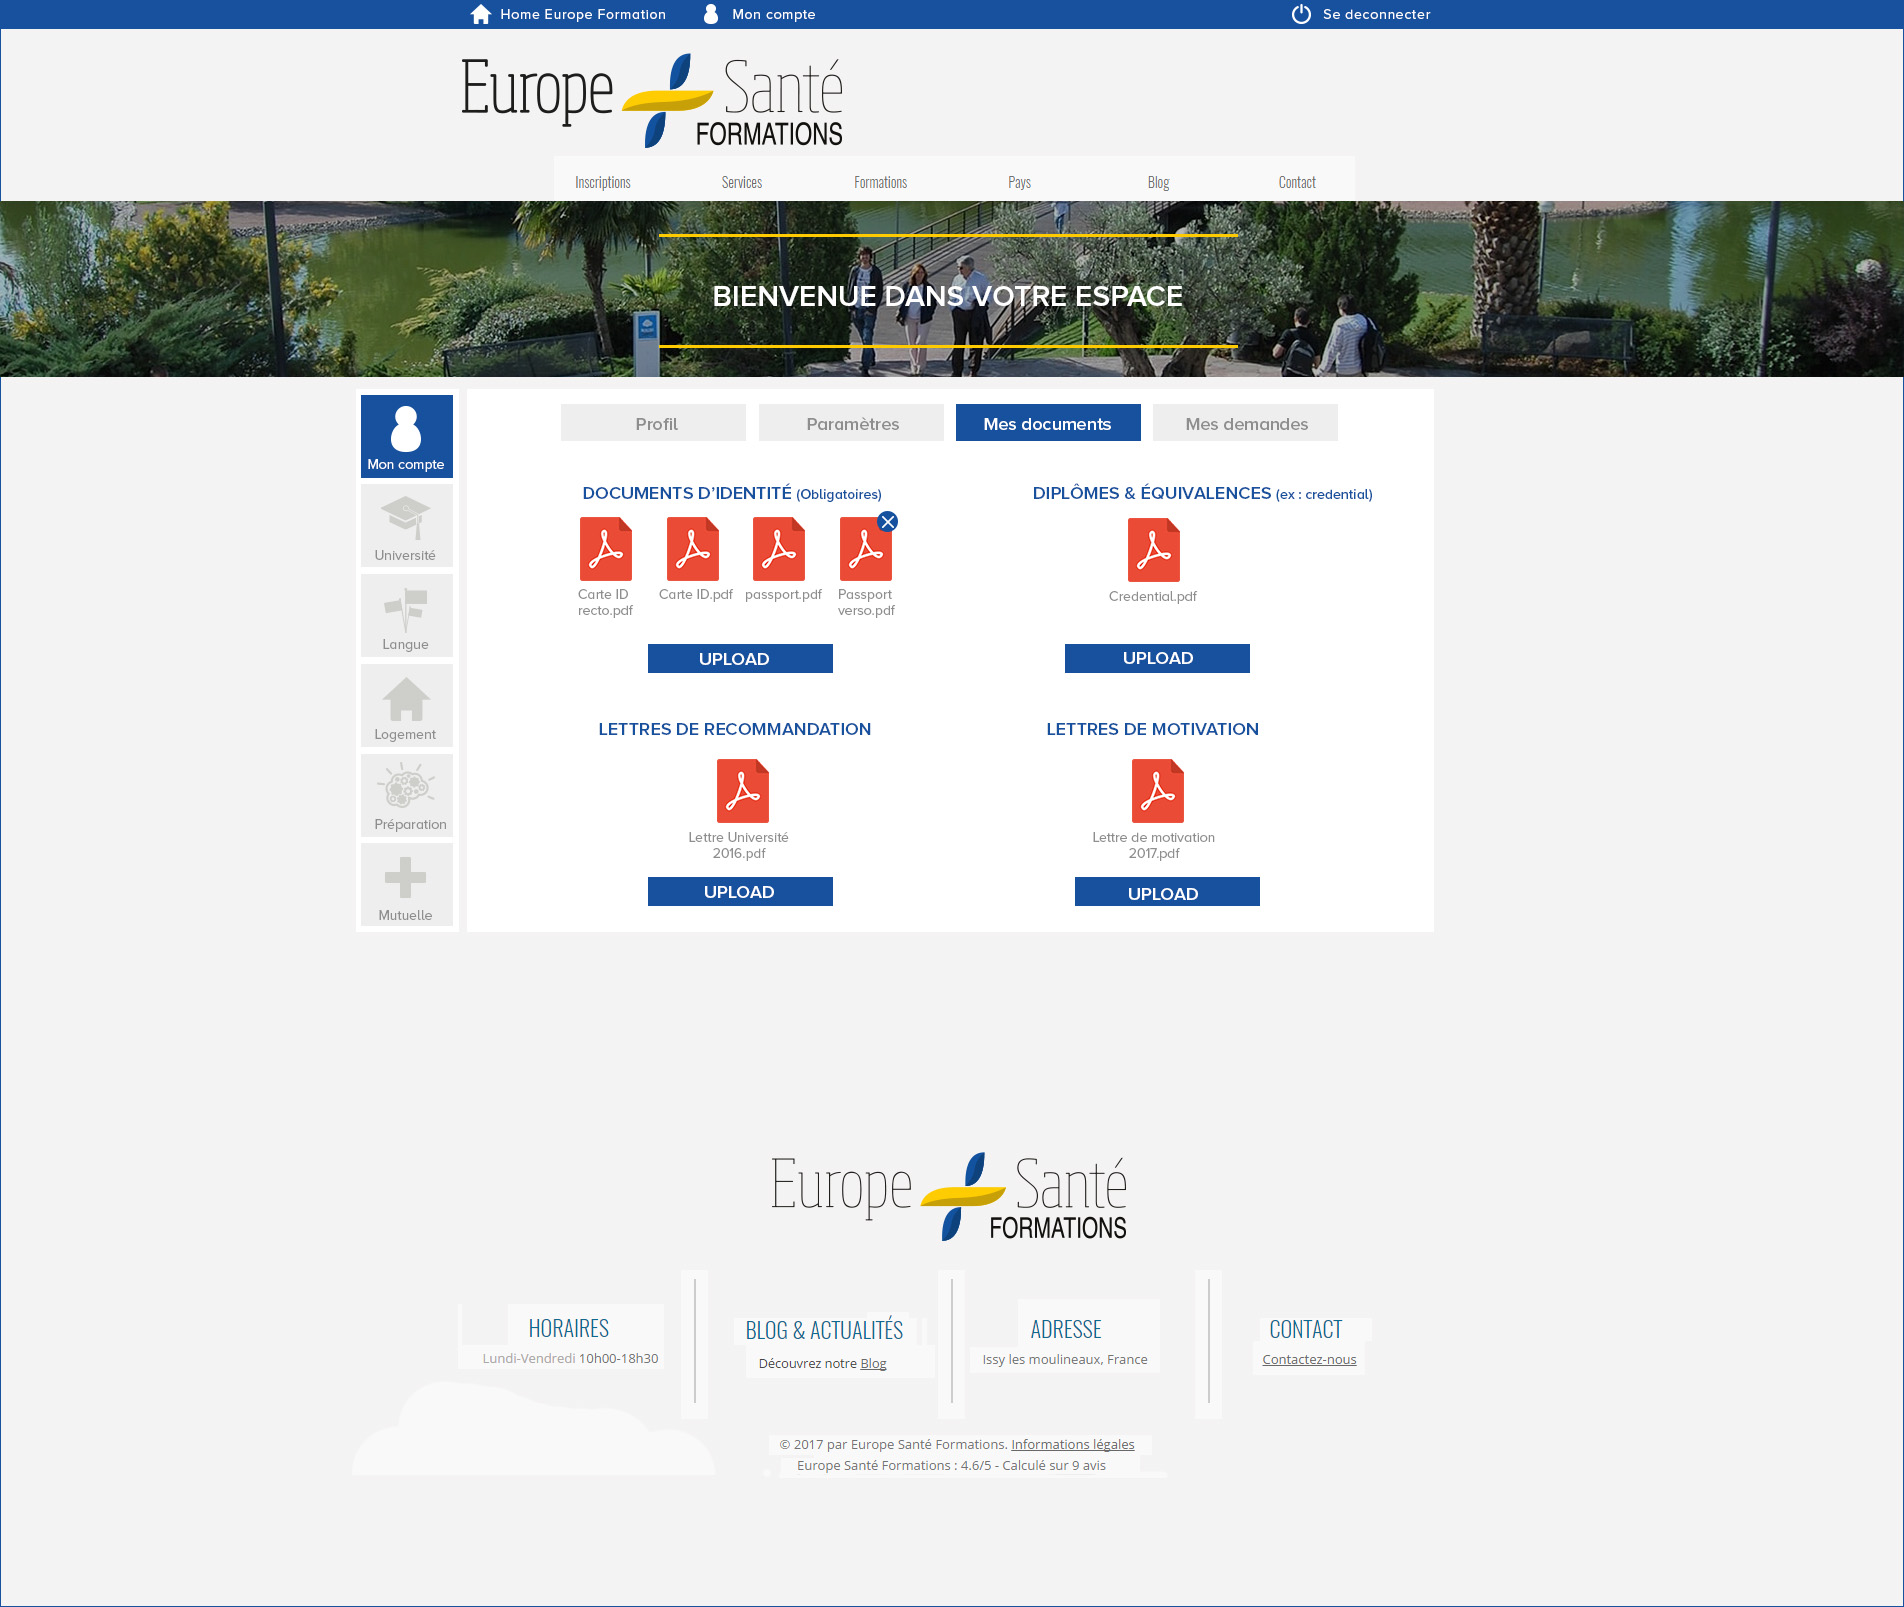 Home Europe Formation
Mon compte
Se deconnecter
Europe Santé
FORMATIONS
Inscriptions
Services
Formations
Pays
Blog
Contact
BIENVENUE DANS VOTRE ESPACE
Mon compte
Université
Langue
Logement
Préparation
Mutuelle
Profil
Paramètres
Mes documents
Mes demandes
DOCUMENTS D’IDENTITÉ (Obligatoires)
Carte ID
recto.pdf
Carte ID.pdf
passport.pdf
Passport
verso.pdf
UPLOAD
DIPLÔMES & ÉQUIVALENCES (ex : credential)
Credential.pdf
UPLOAD
LETTRES DE RECOMMANDATION
Lettre Université
2016.pdf
UPLOAD
LETTRES DE MOTIVATION
Lettre de motivation
2017.pdf
UPLOAD
Europe Santé
FORMATIONS
HORAIRES
Lundi-Vendredi 10h00-18h30
BLOG & ACTUALITÉS
Découvrez notre Blog
ADRESSE
Issy les moulineaux, France
CONTACT
Contactez-nous
© 2017 par Europe Santé Formations. Informations légales
Europe Santé Formations : 4.6/5 - Calculé sur 9 avis